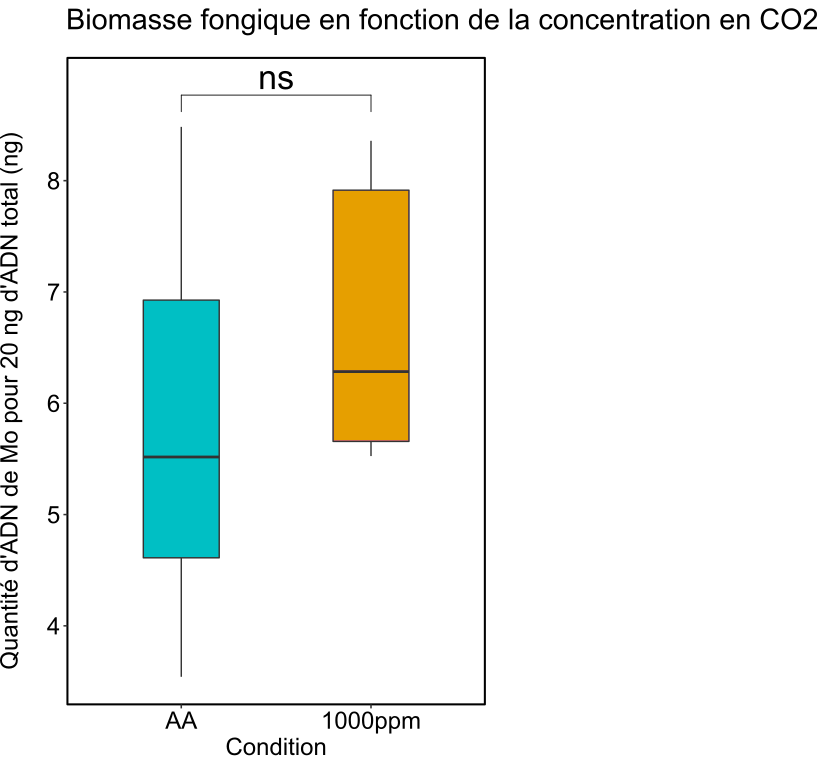 Biomasse fongique en fonction de la concentration en CO2
ns
Quantité d'ADN de Mo pour 20 ng d'ADN total (ng)
8
7
6
5
4
AA 1000ppm
Condition